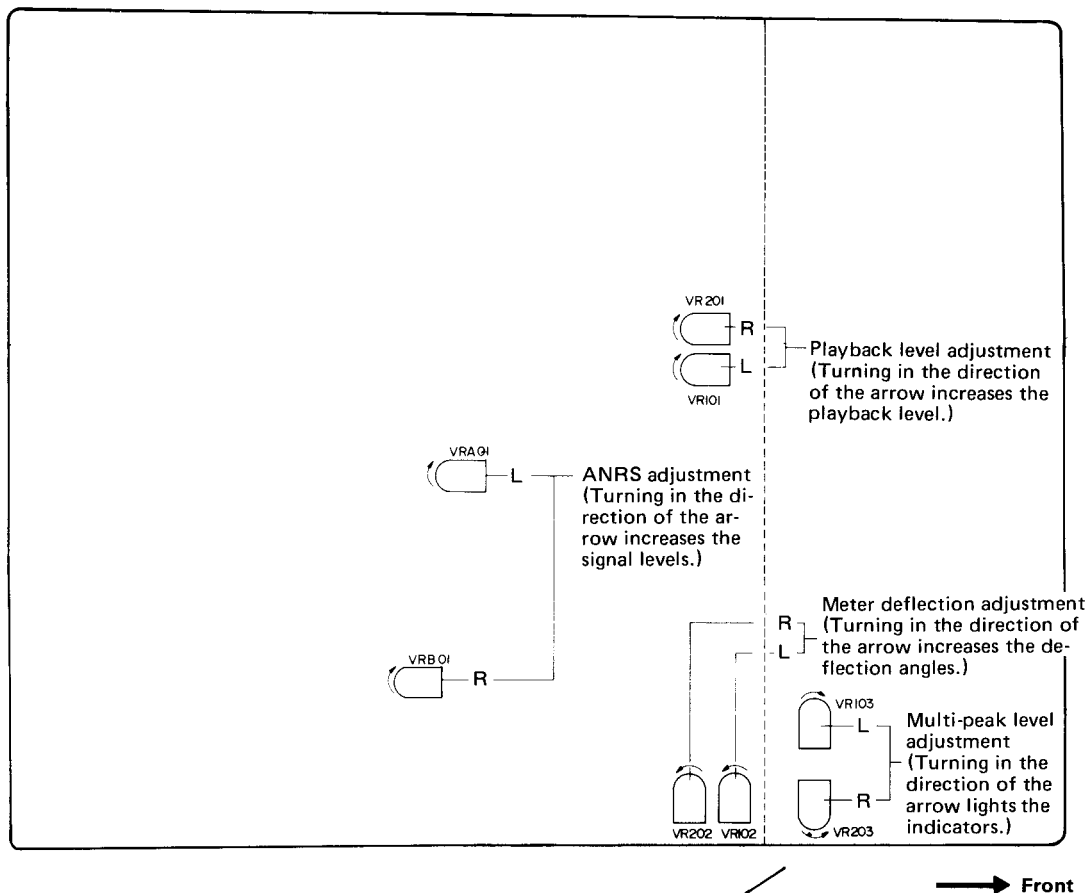 VR201
R
L
VR101
Playback level adjustment
(Turning in the direction
of the arrow increases the
playback level.)
VRA01
L
ANRS adjustment
(Turning in the di-
rection of the ar-
row increases the
signal levels.)
VRB01
R
Meter deflection adjustment
(Turning in the direction of
the arrow increases the de-
flection angles.)
R
L
VR103
L
Multi-peak level
adjustment
(Turning in the
direction of the
arrow lights the
indicators.)
R
VR203
VR202
VR102
Front